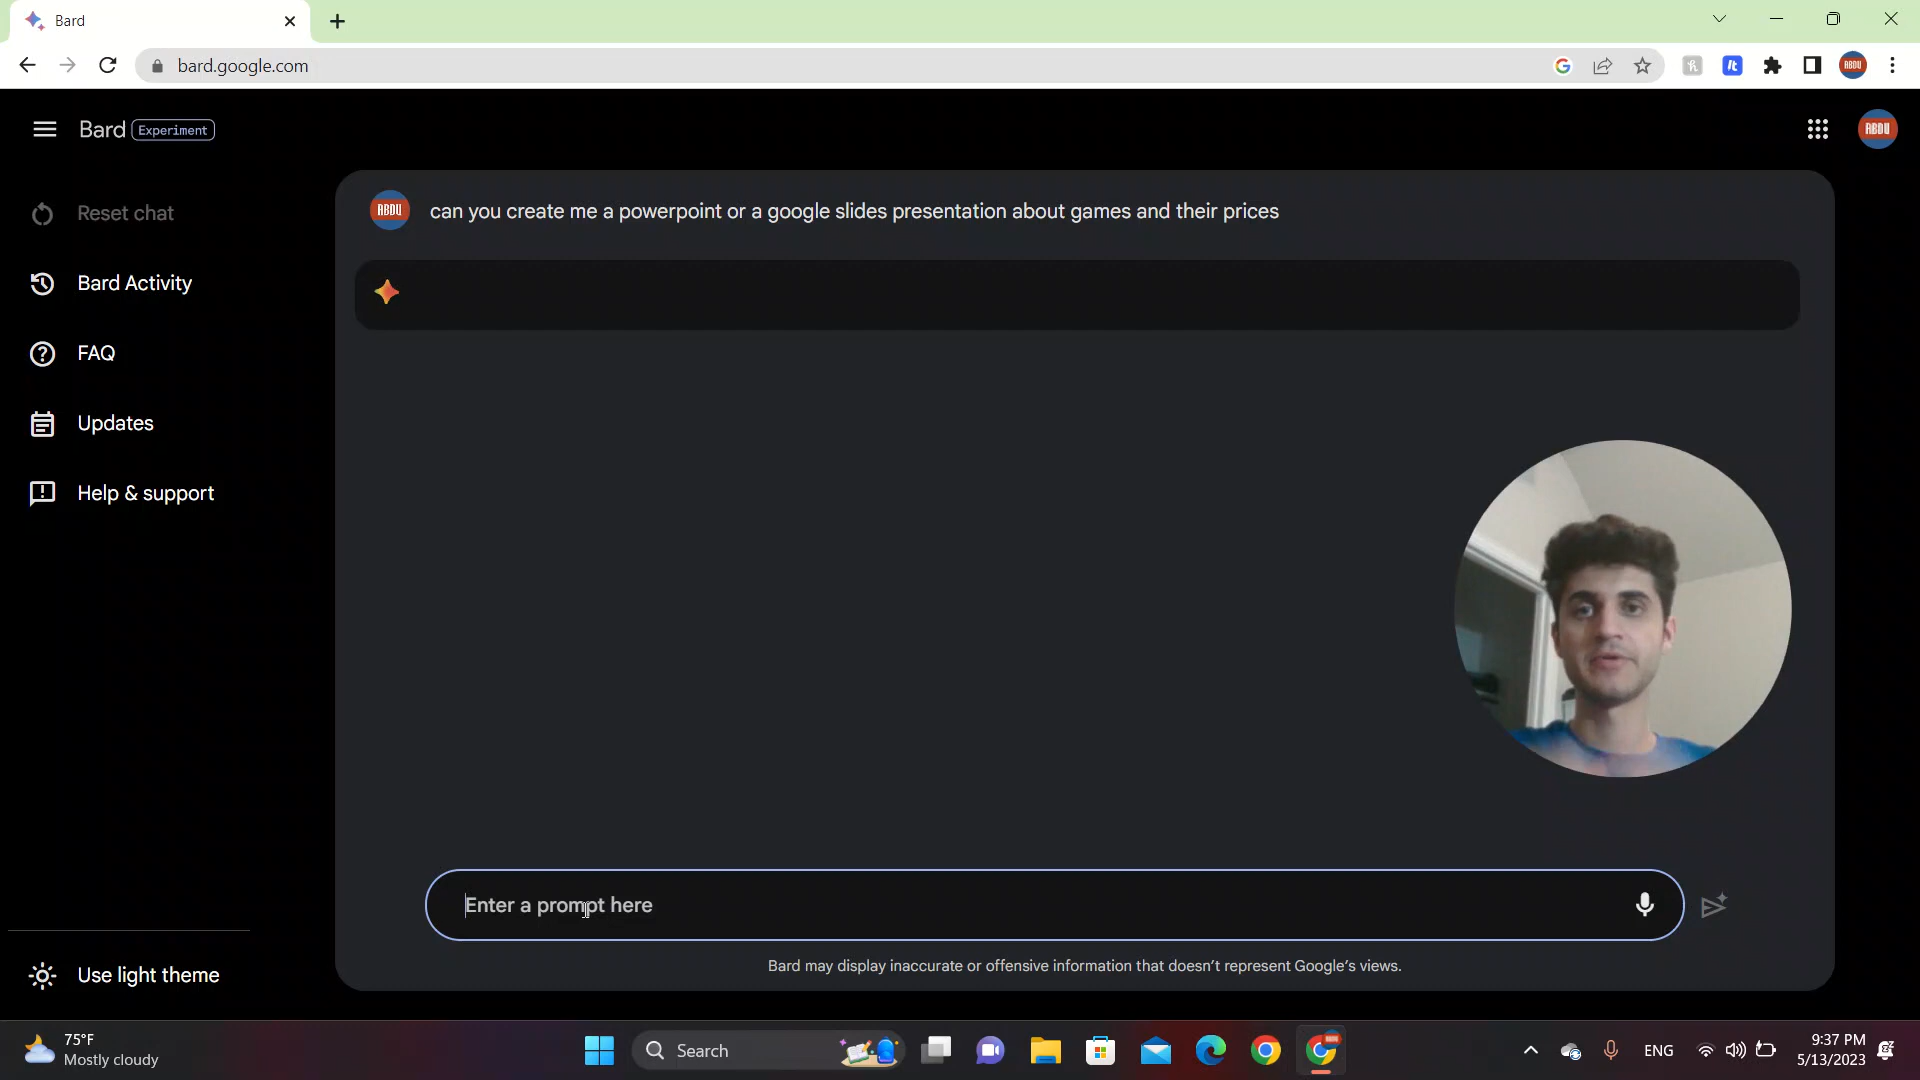 Bard
bard.google.com
ABDU
Bard Experiment
ABDU
Reset chat
ABDU can you create me a powerpoint or a google slides presentation about games and their prices
Bard Activity
FAQ
Updates
Help & support
Enter a prompt here
Bard may display inaccurate or offensive information that doesn't represent Google's views.
Use light theme
75°F
Mostly cloudy
Search
ENG
9:37 PM
5/13/2023